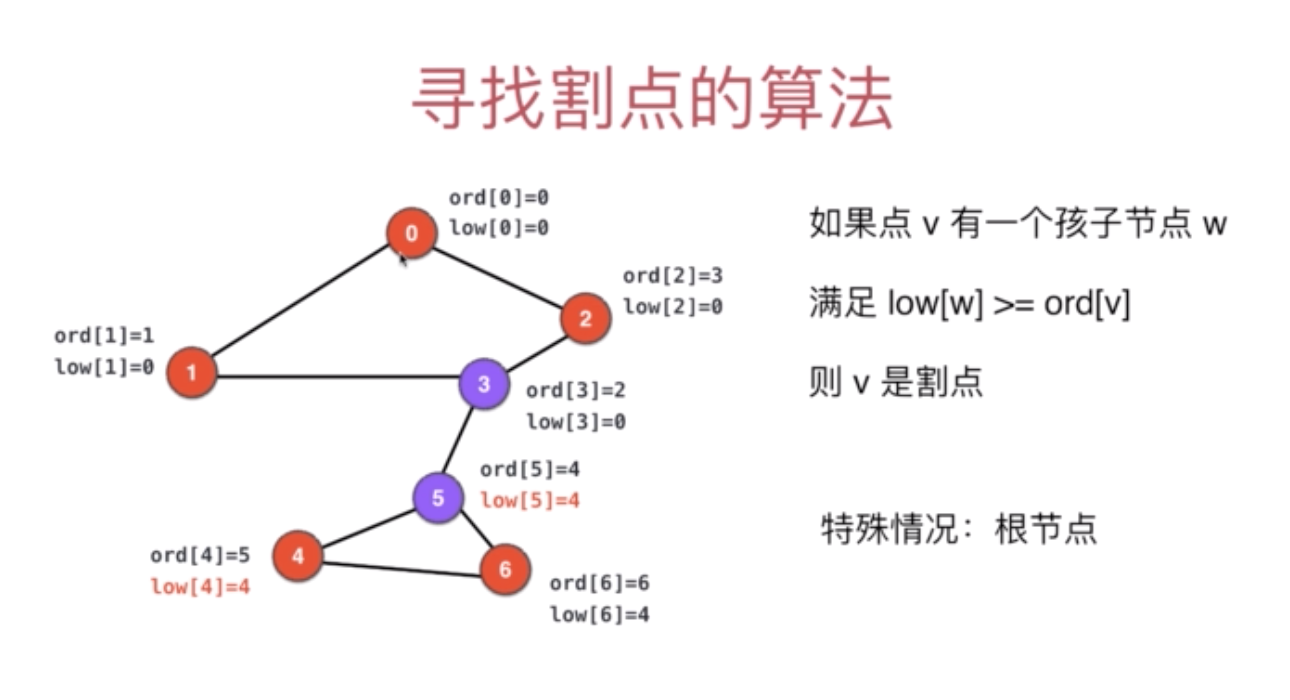 寻找割点的算法
ord[0]=0
low[0]=0
0
如果点 v 有一个孩子节点 w
ord[2]=3
low[2]=0
2
满足 low[w] >= ord[v]
ord[1]=1
low[1]=0
1
3
ord[3]=2
low[3]=0
则 v 是割点
ord[5]=4
low[5]=4
5
特殊情况：根节点
ord[4]=5
low[4]=4
4
6
ord[6]=6
low[6]=4